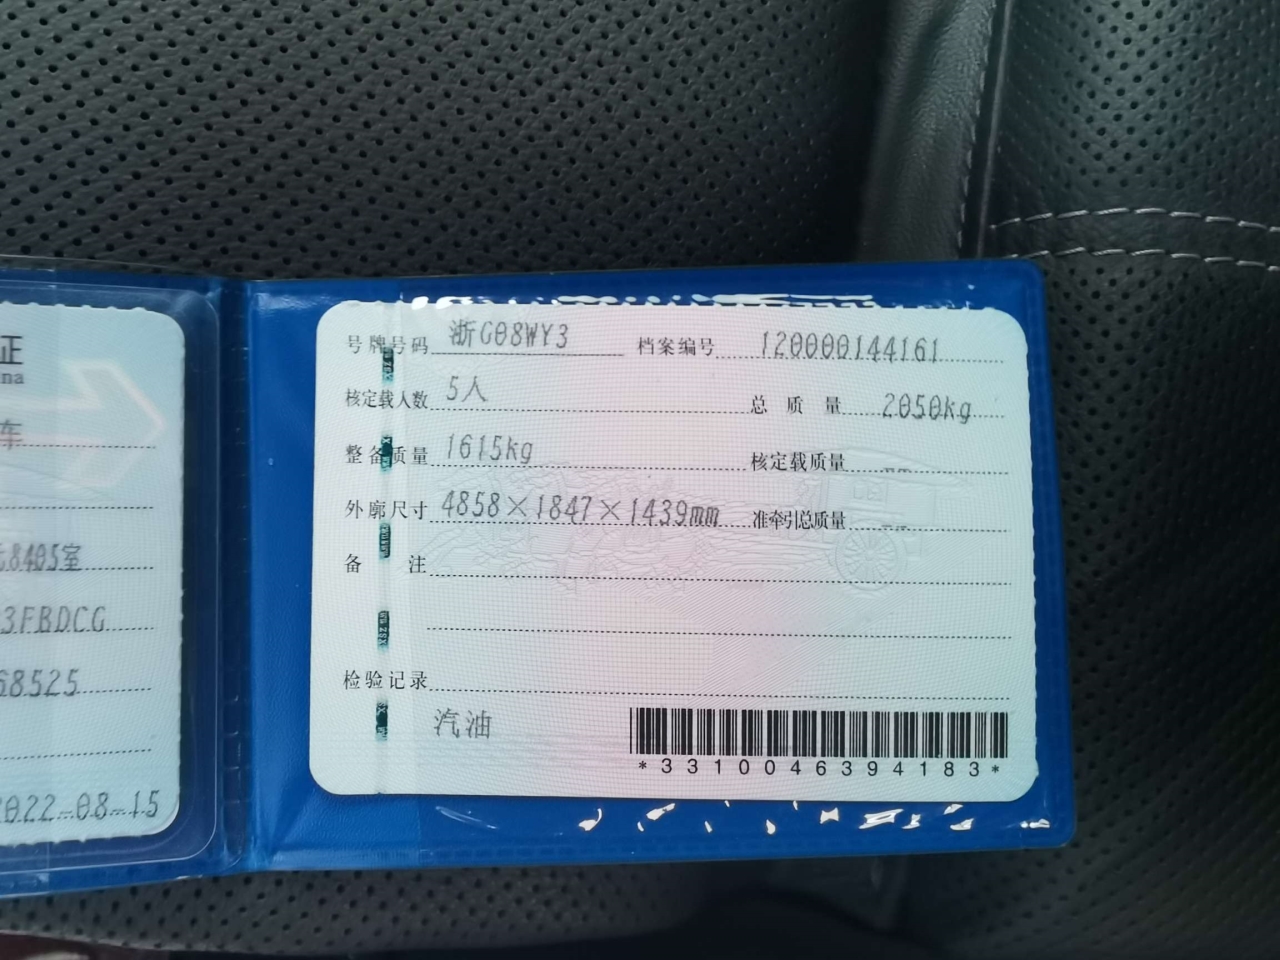 证
na
车
8405室
3FBDCG
68525
2022-08-15
号牌号码 浙G08WY3 档案编号 120000144161
核定载人数 5人 总质量 2050kg
整备质量 1615kg 核定载质量 --
外廓尺寸 4858×1847×1439mm 准牵引总质量 --
备注
检验记录
汽油
*3310046394183*